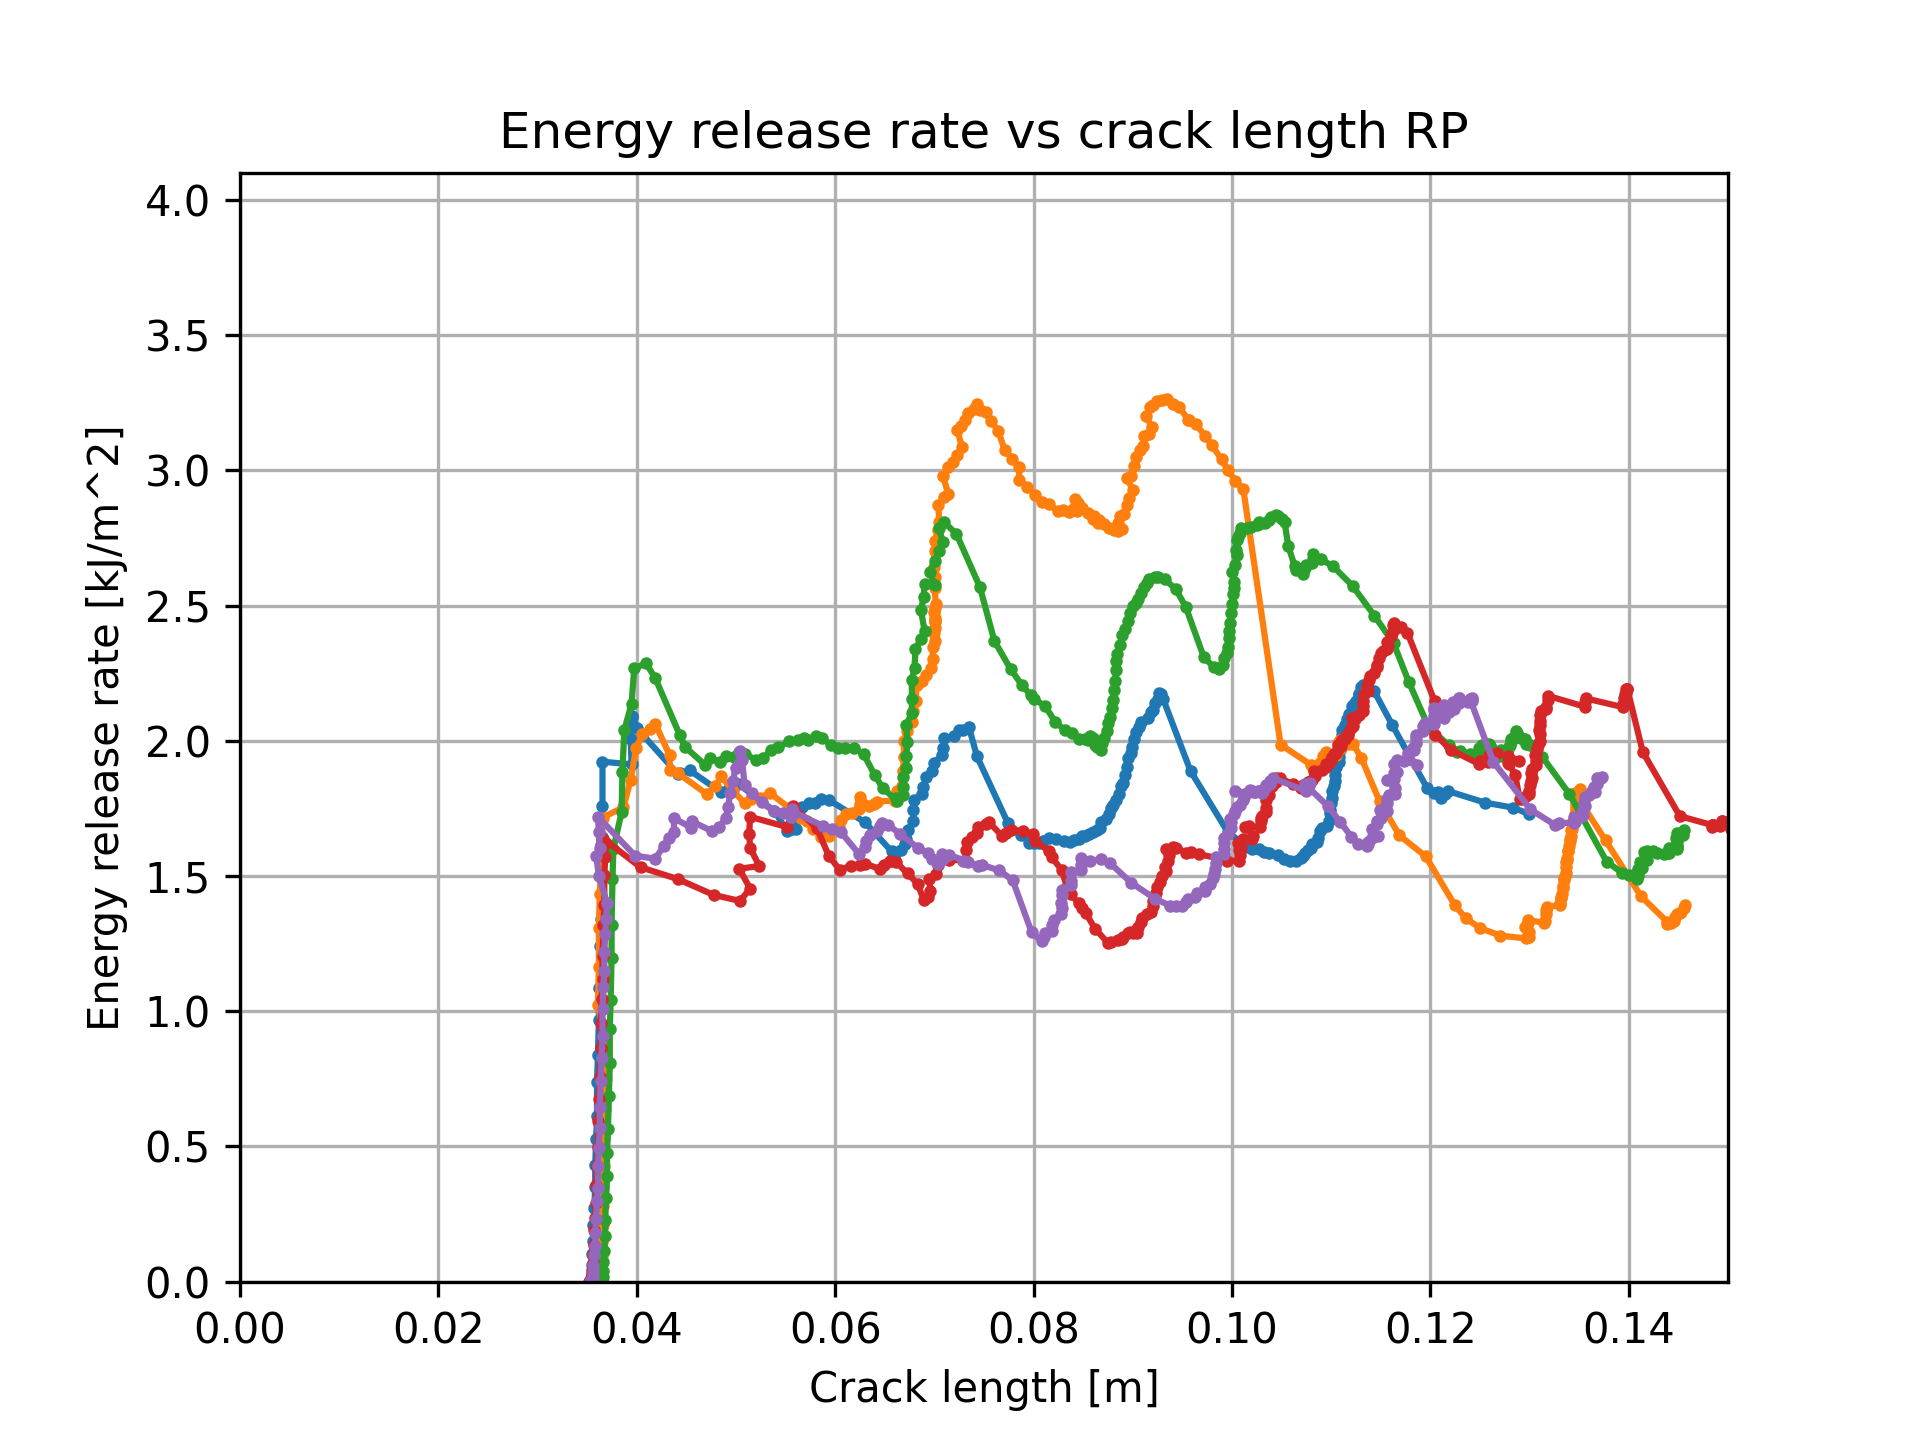 Energy release rate vs crack length RP
Energy release rate [kJ/m^2]
4.0
3.5
3.0
2.5
2.0
1.5
1.0
0.5
0.0
0.00 0.02 0.04 0.06 0.08 0.10 0.12 0.14
Crack length [m]